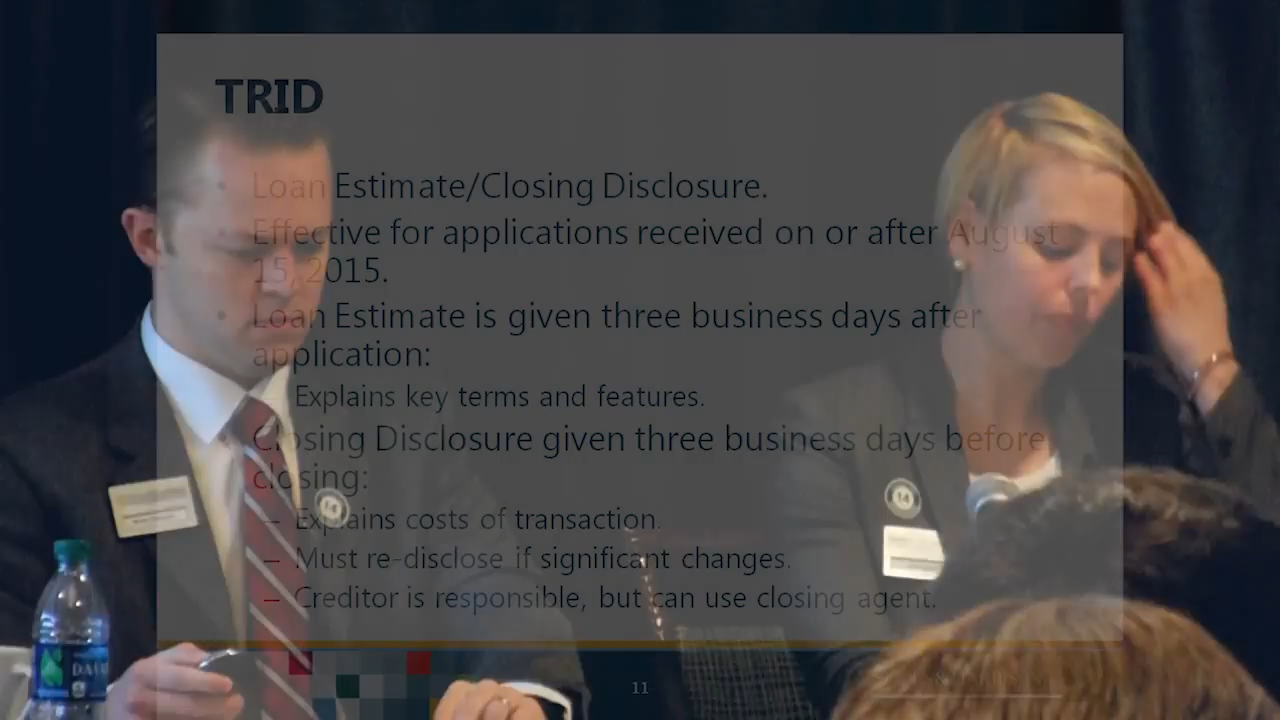 TRID
• Loan Estimate/Closing Disclosure.
• Effective for applications received on or after August
15, 2015.
• Loan Estimate is given three business days after
application:
Explains key terms and features.
Closing Disclosure given three business days before
closing:
– Explains costs of transaction.
– Must re-disclose if significant changes.
– Creditor is responsible, but can use closing agent.
14
14
11